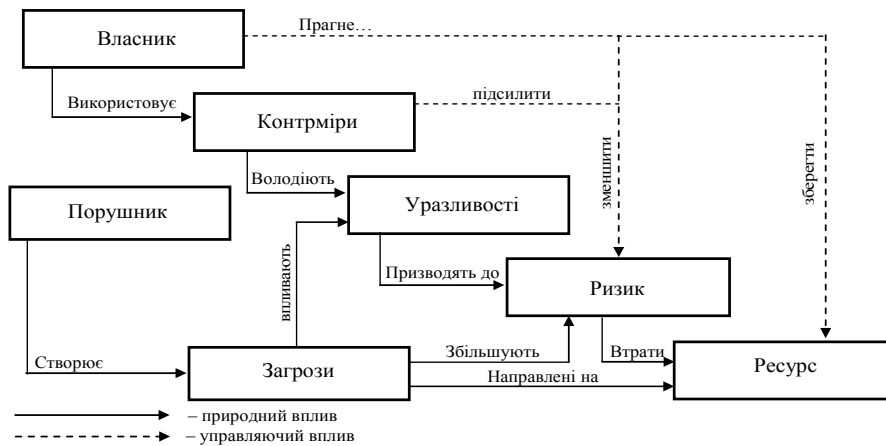 Власник
Прагне…
Використовує
підсилити
Контрміри
Володіють
зменшити
зберегти
Порушник
Уразливості
впливають
Призводять до
Ризик
Створює
Загрози
Збільшують
Втрати
Ресурс
Направлені на
– природний вплив
– управляючий вплив